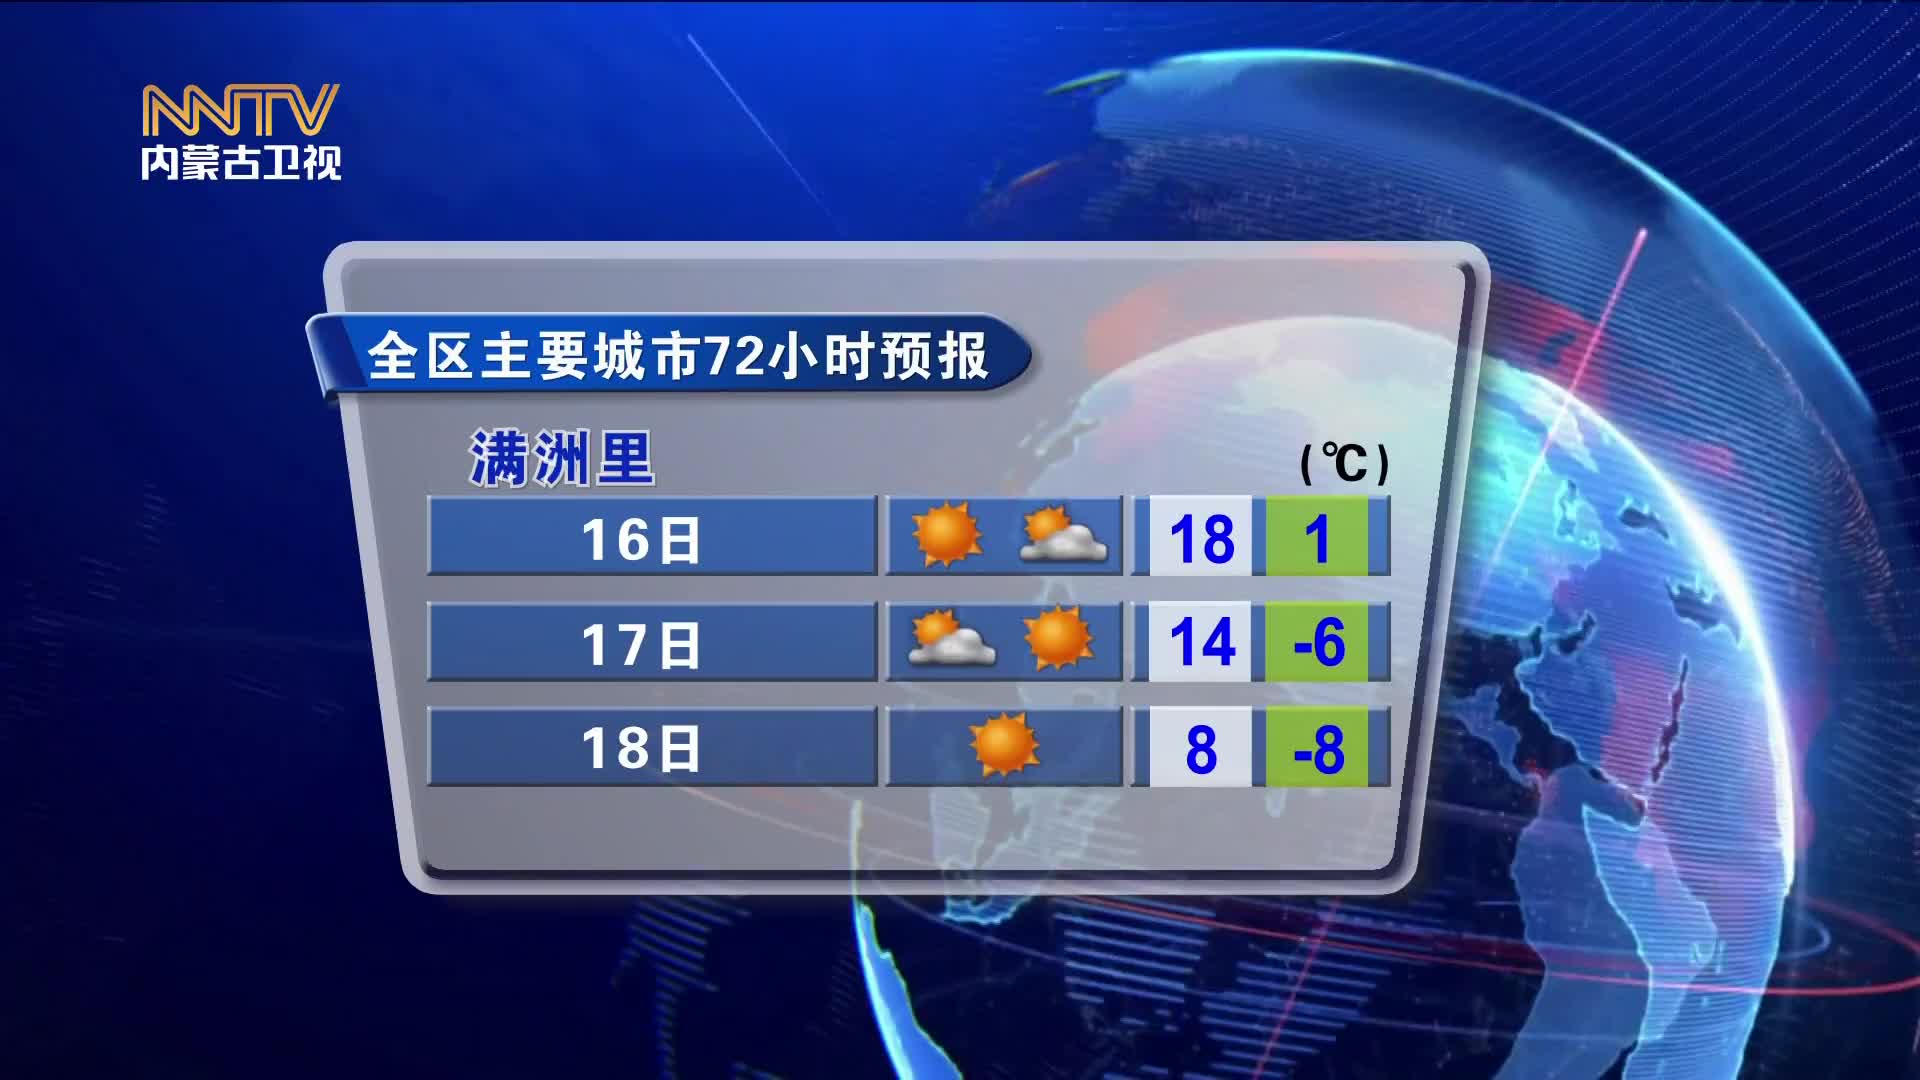 NNTV
内蒙古卫视
全区主要城市72小时预报
满洲里 (℃)
16日 18 1
17日 14 -6
18日 8 -8